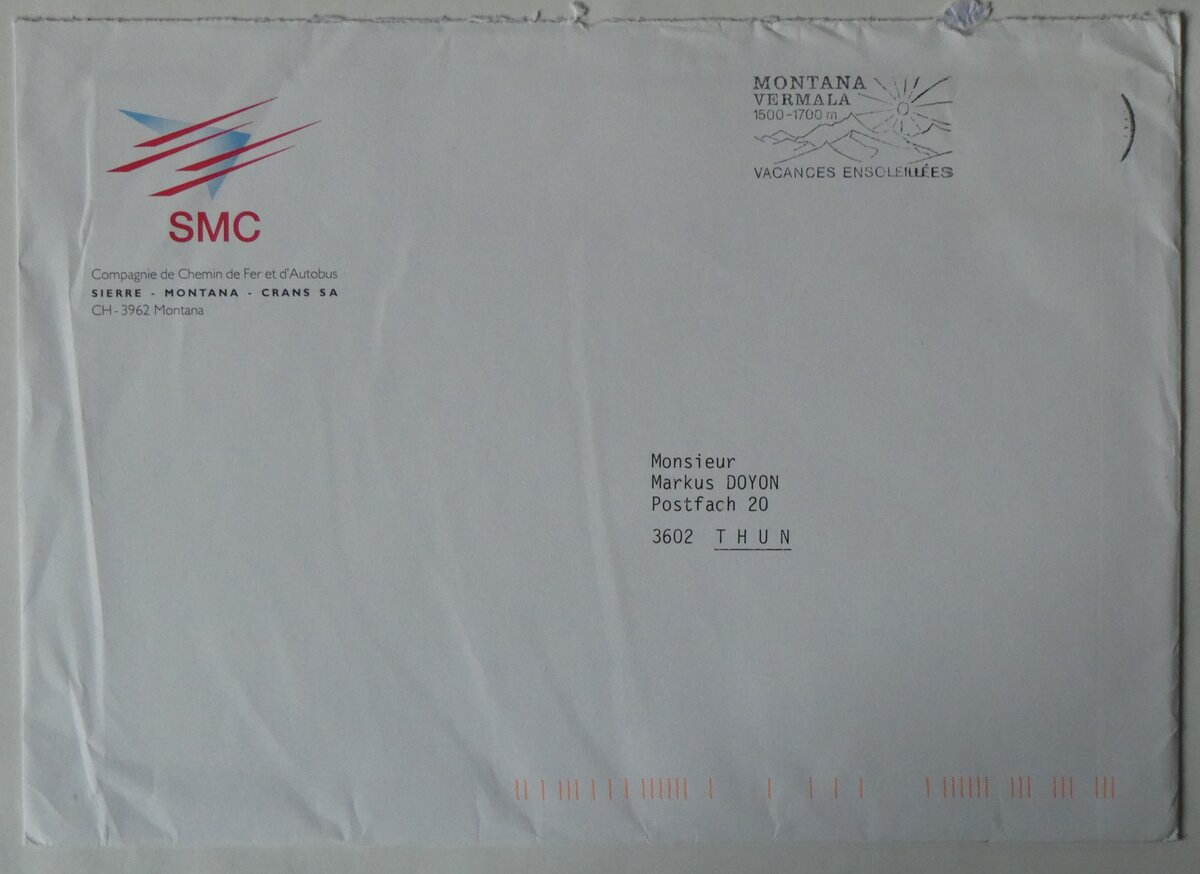 SMC
Compagnie de Chemin de Fer et d'Autobus
SIERRE - MONTANA - CRANS SA
CH-3962 Montana
MONTANA
VERMALA
1500-1700 m
VACANCES ENSOLEILLÉES
Monsieur
Markus DOYON
Postfach 20
3602 T H U N